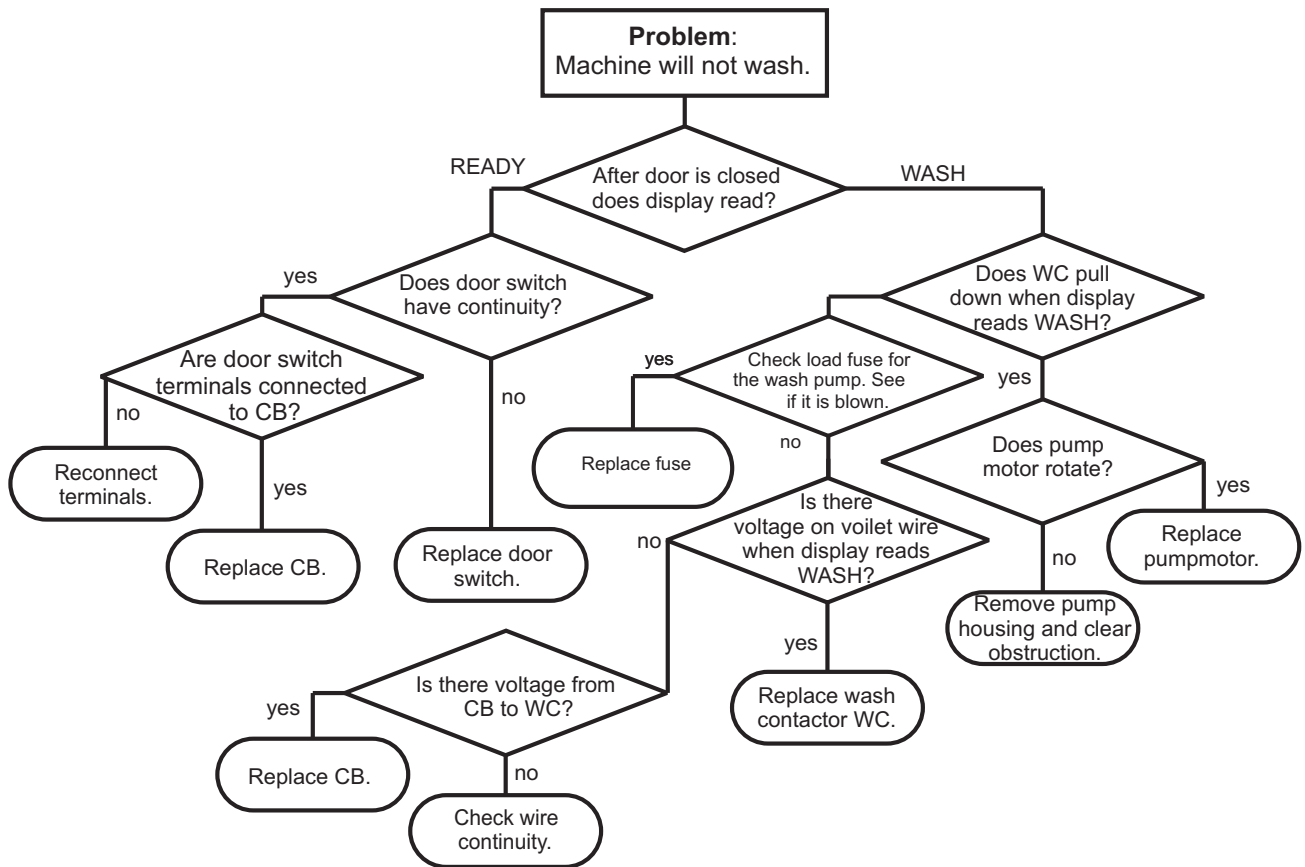 Problem:
Machine will not wash.
READY
After door is closed
does display read?
WASH
yes
Does door switch
have continuity?
Does WC pull
down when display
reads WASH?
Are door switch
terminals connected
to CB?
no
yes
Check load fuse for
the wash pump. See
if it is blown.
yes
no
Reconnect
terminals.
yes
Replace CB.
Replace door
switch.
Replace fuse
no
Does pump
motor rotate?
yes
Replace
pumpmotor.
no
Remove pump
housing and clear
obstruction.
no
Is there
voltage on voilet wire
when display reads
WASH?
yes
Replace wash
contactor WC.
Is there voltage from
CB to WC?
yes
Replace CB.
no
Check wire
continuity.